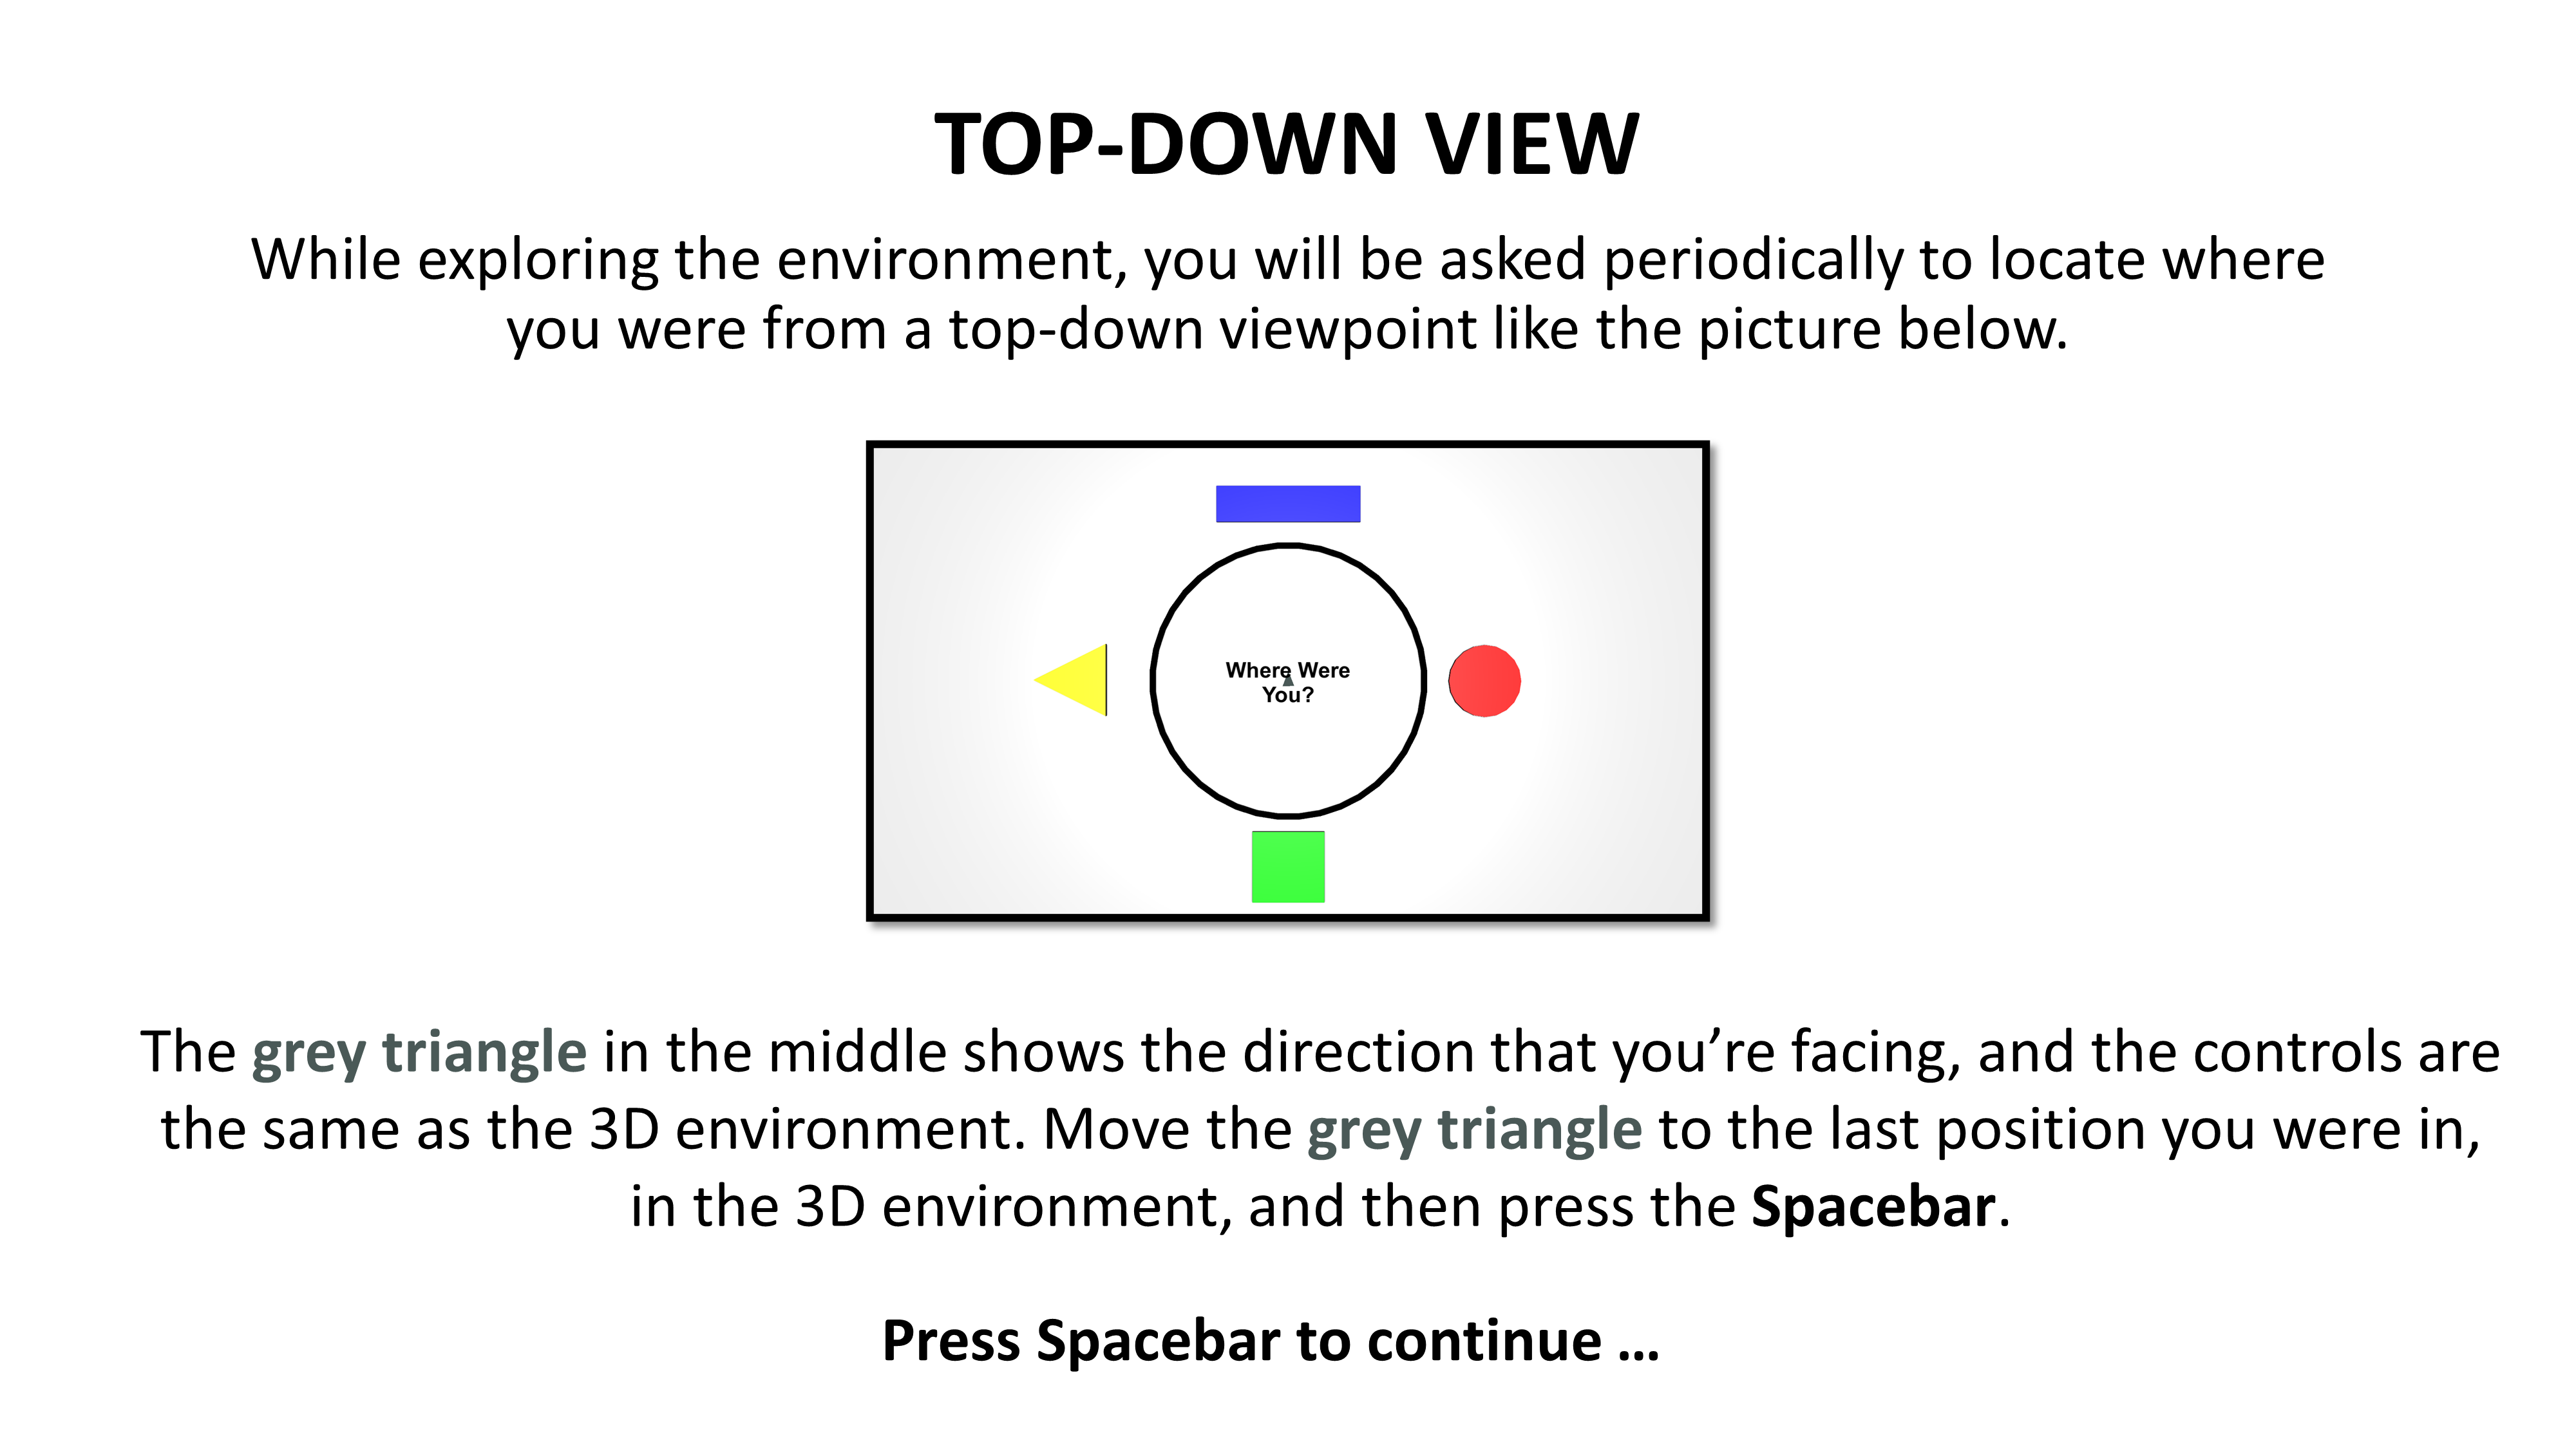 TOP-DOWN VIEW
While exploring the environment, you will be asked periodically to locate where
you were from a top-down viewpoint like the picture below.
Where Were
You?
The grey triangle in the middle shows the direction that you’re facing, and the controls are
the same as the 3D environment. Move the grey triangle to the last position you were in,
in the 3D environment, and then press the Spacebar.
Press Spacebar to continue …